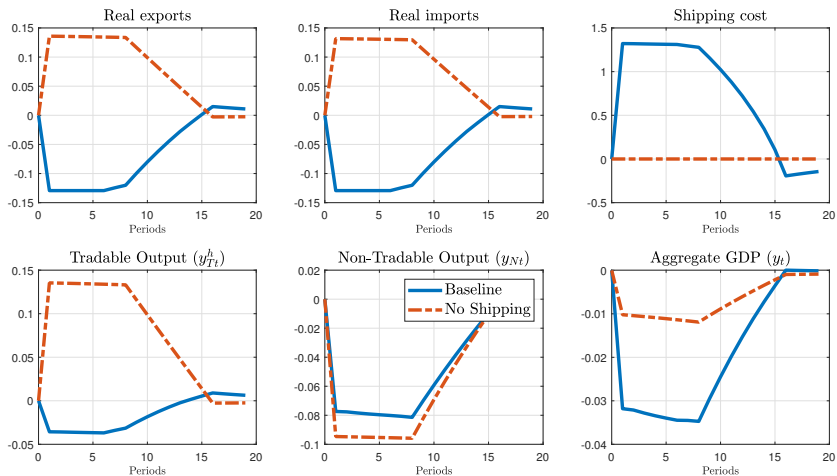 Real exports
0.15
0.1
0.05
0
-0.05
-0.1
-0.15
0 5 10 15 20
Periods
Real imports
0.15
0.1
0.05
0
-0.05
-0.1
-0.15
0 5 10 15 20
Periods
Shipping cost
1.5
1
0.5
0
-0.5
0 5 10 15 20
Periods
Tradable Output (y^h_{Tt})
0.15
0.1
0.05
0
-0.05
0 5 10 15 20
Periods
Non-Tradable Output (y_{Nt})
0.02
0
-0.02
-0.04
-0.06
-0.08
-0.1
0 5 10 15 20
Periods
Baseline
No Shipping
Aggregate GDP (y_t)
0
-0.01
-0.02
-0.03
-0.04
0 5 10 15 20
Periods